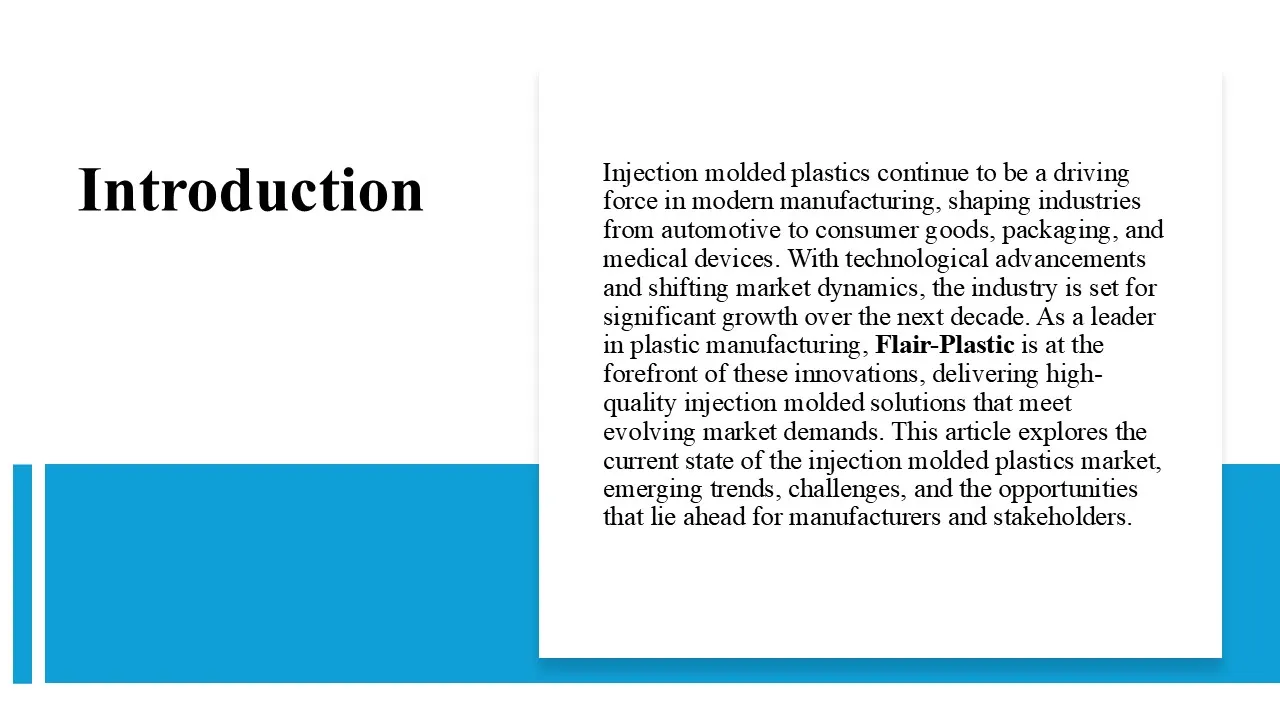 Introduction
Injection molded plastics continue to be a driving
force in modern manufacturing, shaping industries
from automotive to consumer goods, packaging, and
medical devices. With technological advancements
and shifting market dynamics, the industry is set for
significant growth over the next decade. As a leader
in plastic manufacturing, Flair-Plastic is at the
forefront of these innovations, delivering high-
quality injection molded solutions that meet
evolving market demands. This article explores the
current state of the injection molded plastics market,
emerging trends, challenges, and the opportunities
that lie ahead for manufacturers and stakeholders.